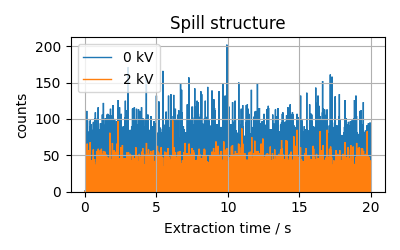 Spill structure
200
150
100
50
0
counts
0 kV
2 kV
0 5 10 15 20
Extraction time / s